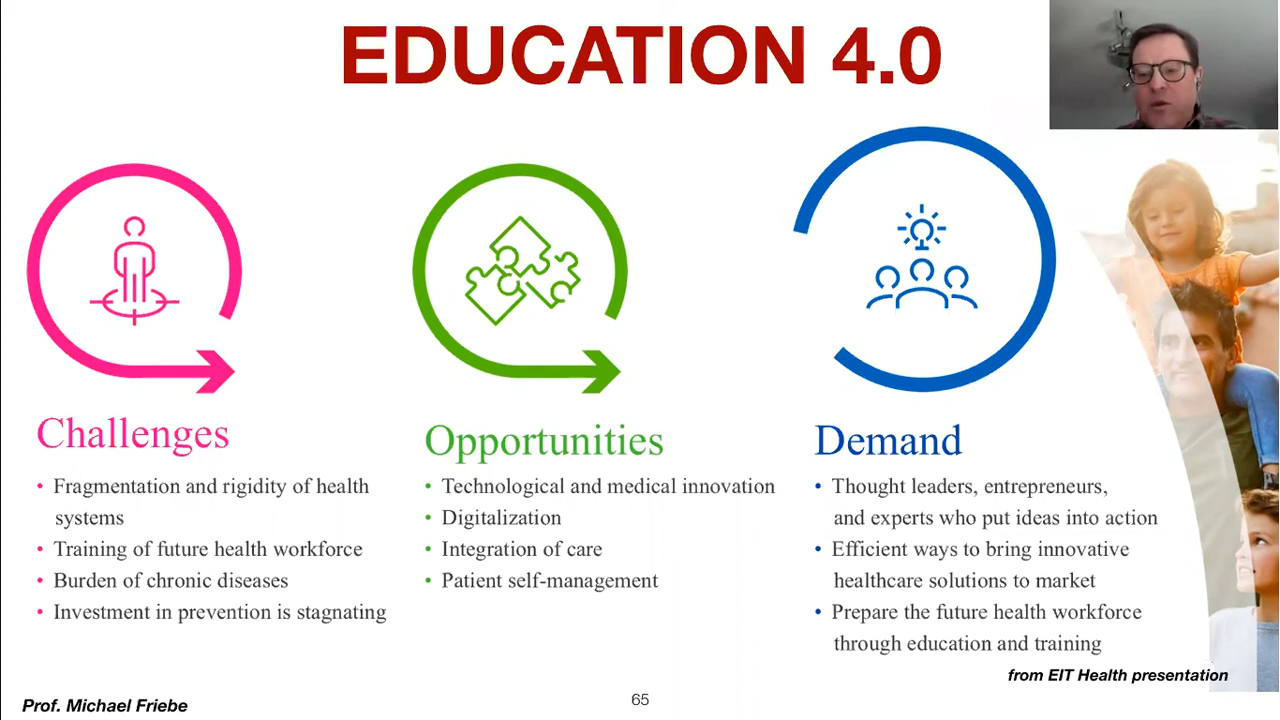 EDUCATION 4.0
Challenges
• Fragmentation and rigidity of health
systems
• Training of future health workforce
• Burden of chronic diseases
• Investment in prevention is stagnating
Opportunities
• Technological and medical innovation
• Digitalization
• Integration of care
• Patient self-management
Demand
• Thought leaders, entrepreneurs,
and experts who put ideas into action
• Efficient ways to bring innovative
healthcare solutions to market
• Prepare the future health workforce
through education and training
from EIT Health presentation
Prof. Michael Friebe
65